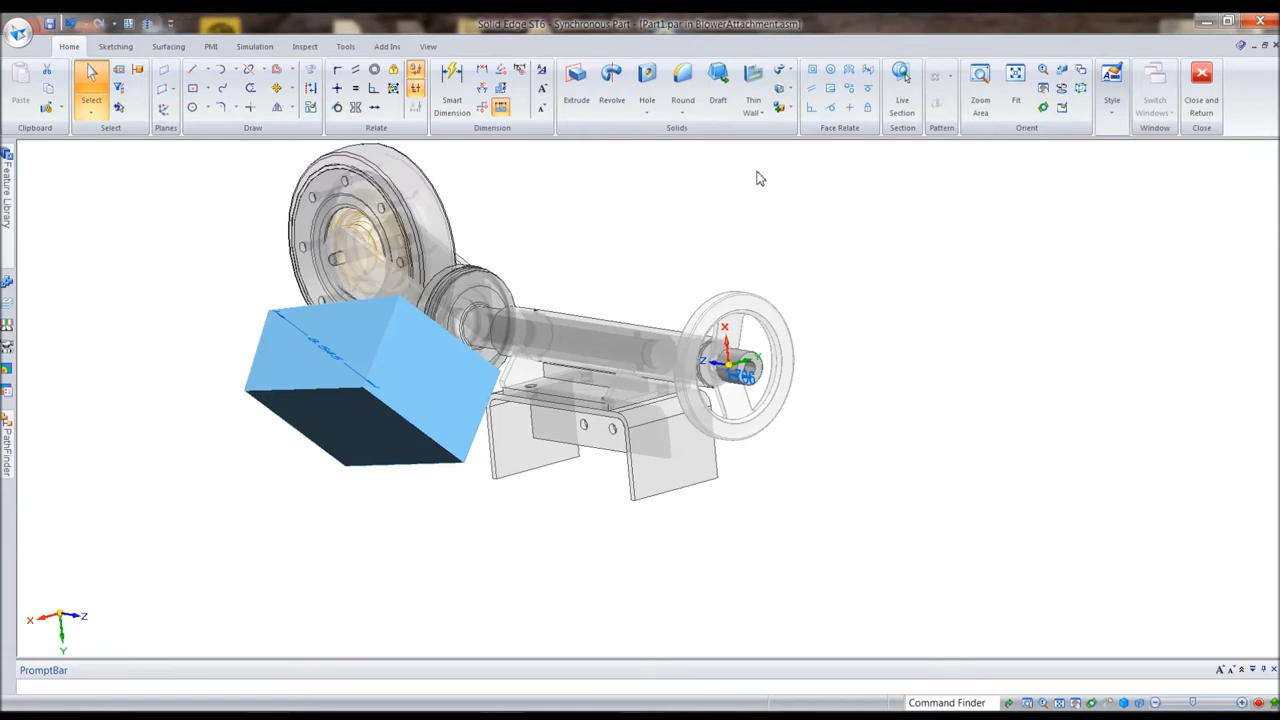 Solid Edge ST6 - Synchronous Part - [Part1.par in BlowerAttachment.asm]
Home Sketching Surfacing PMI Simulation Inspect Tools Add Ins View
Paste Select Smart Dimension Extrude Revolve Hole Round Draft Thin Wall Live Section Zoom Area Fit Style Switch Windows Close and Return
Clipboard Select Planes Draw Relate Dimension Solids Face Relate Section Pattern Orient Window Close
Feature Library
PathFinder
X
Z
Y
X
Z
Y
PromptBar
Command Finder